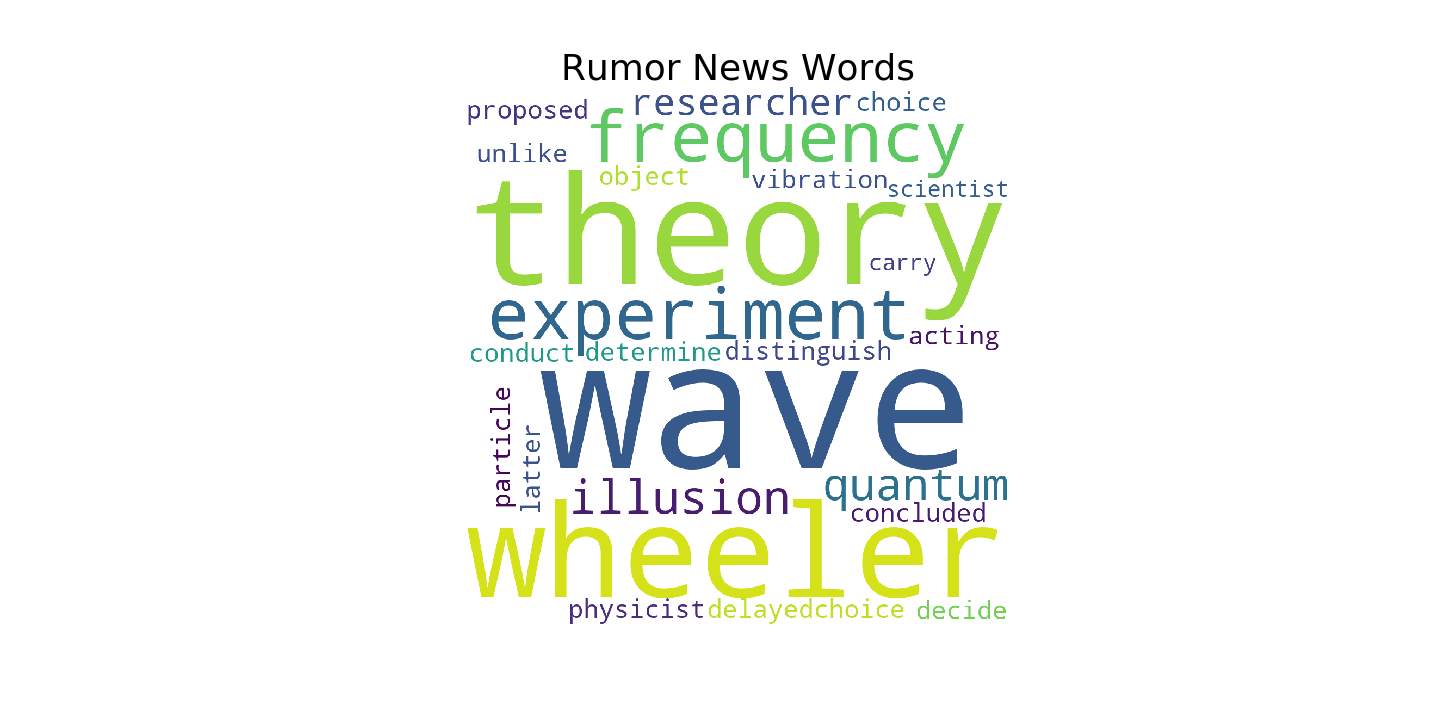 Rumor News Words
proposed
researcher
choice
frequency
unlike
object
vibration
scientist
theory
carry
experiment
acting
conduct
determine
distinguish
wave
particle
latter
illusion
quantum
concluded
wheeler
physicist
delayedchoice
decide